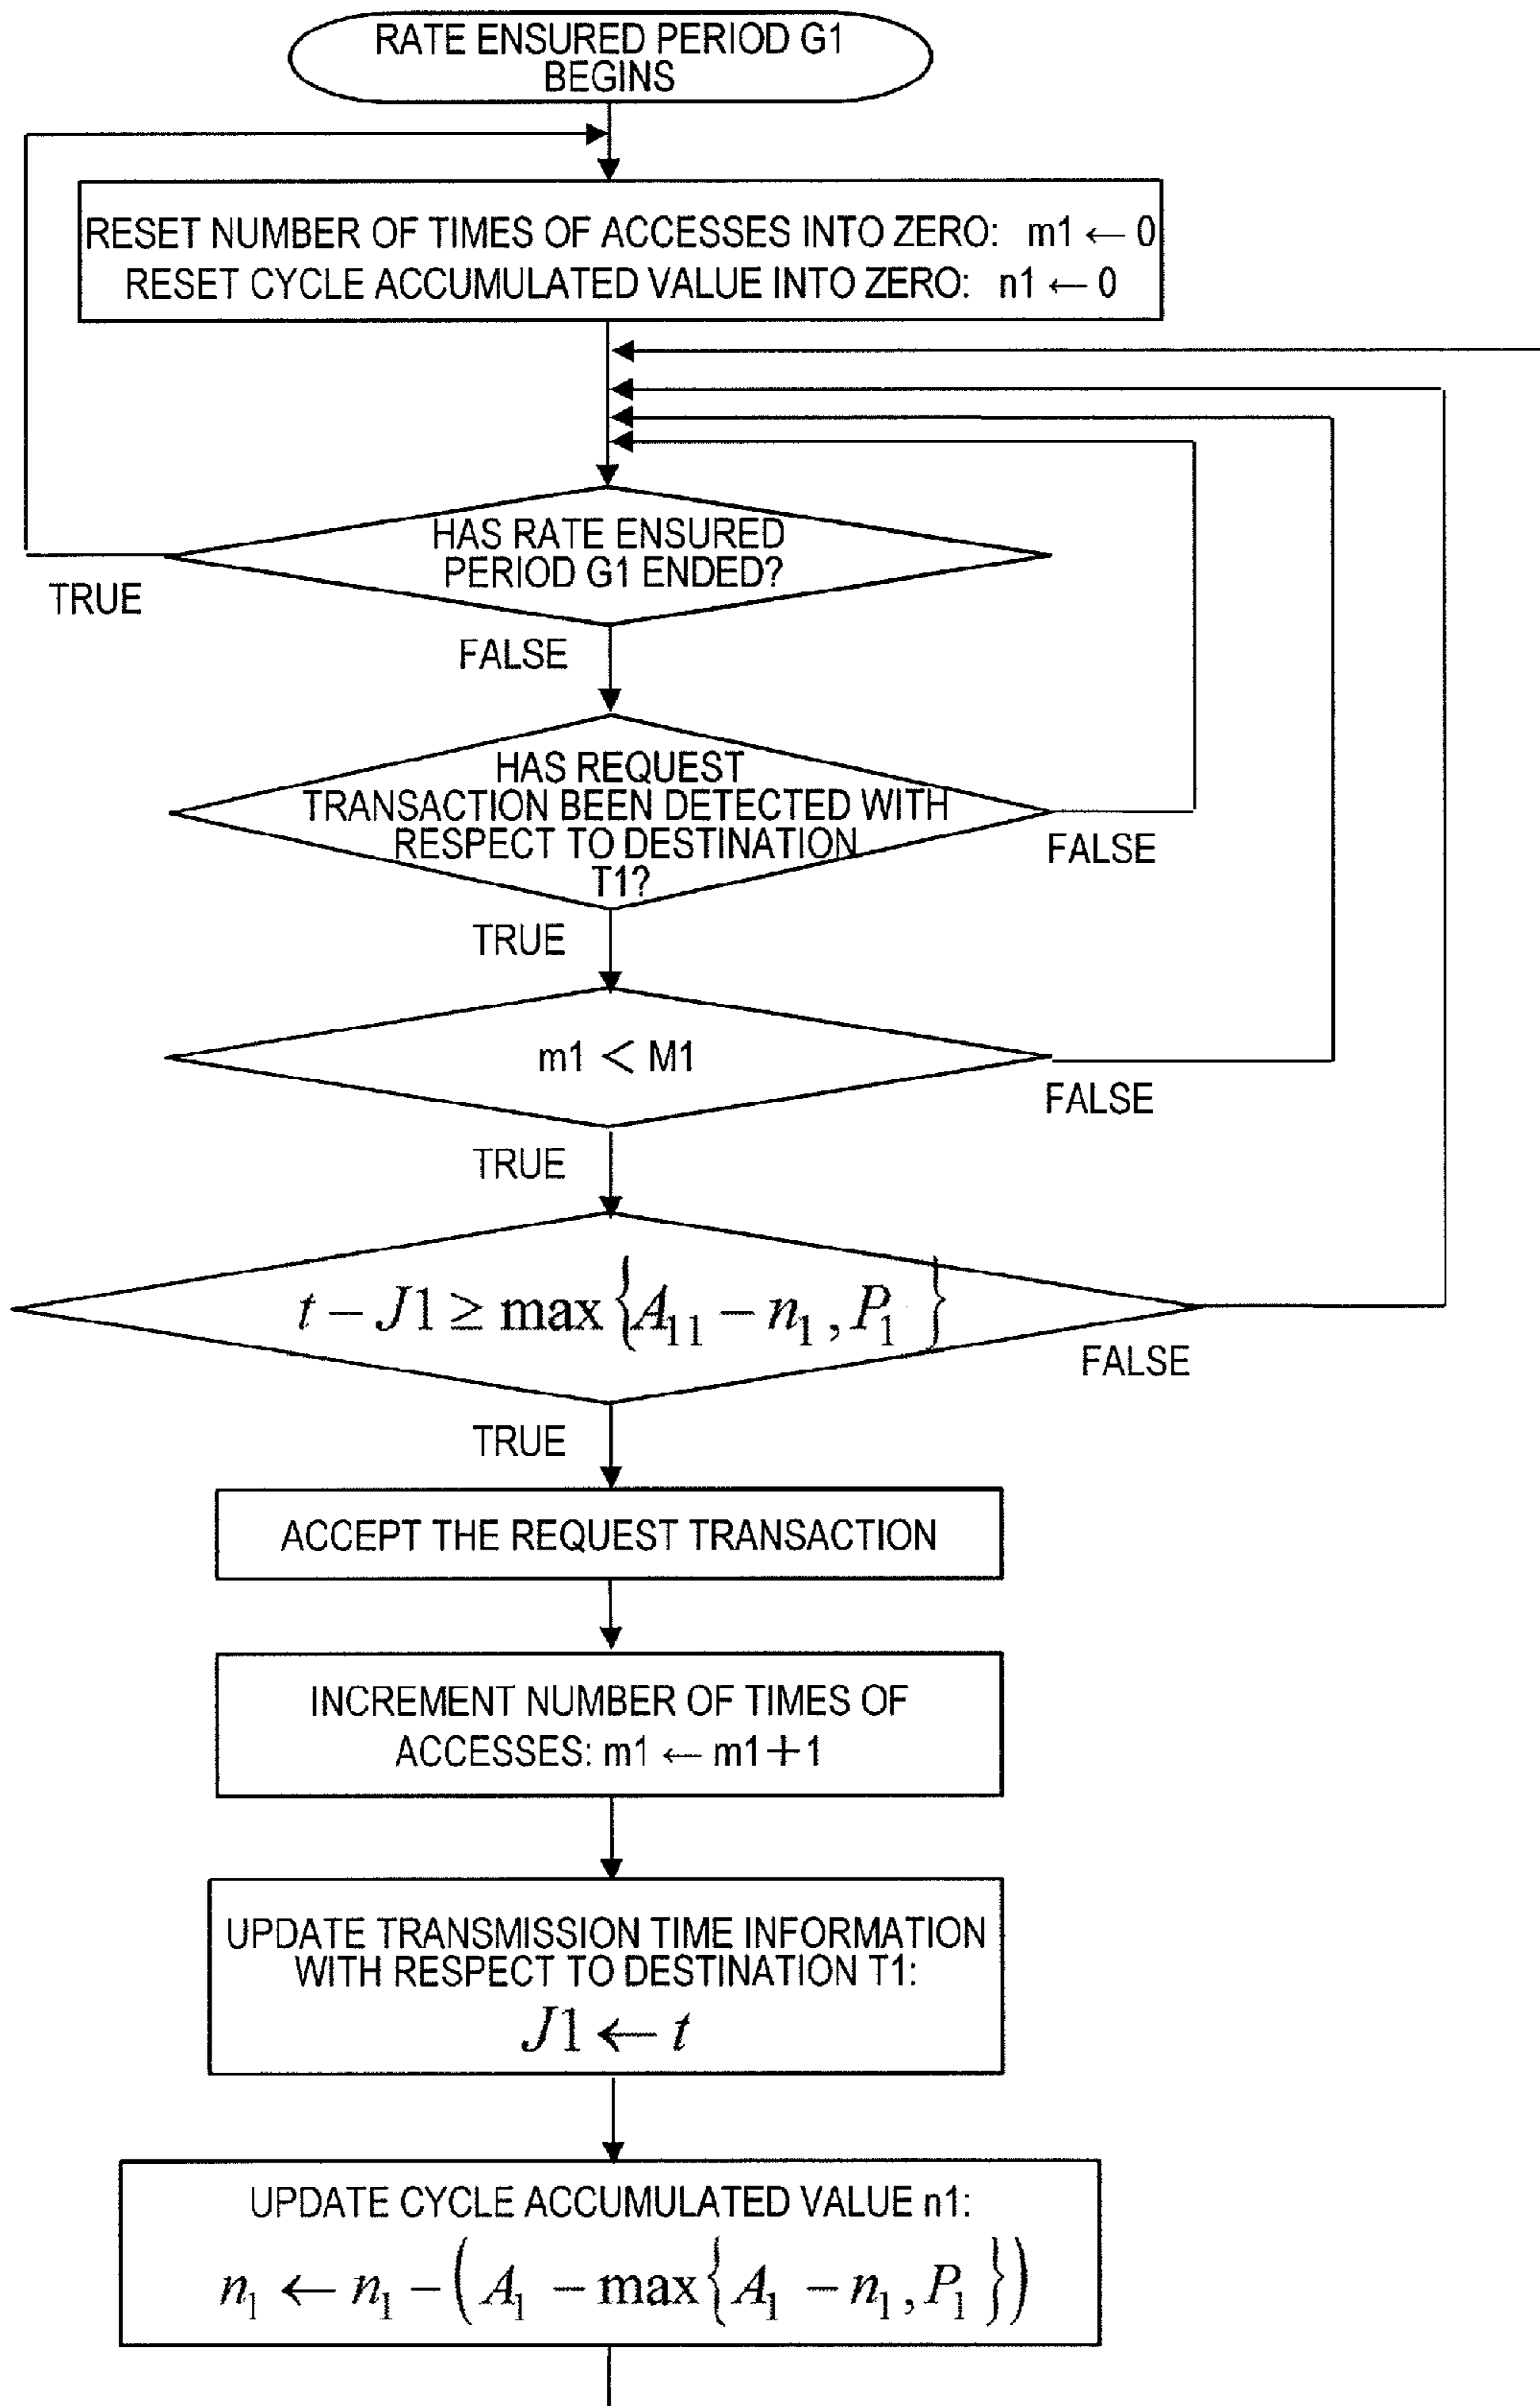 RATE ENSURED PERIOD G1
BEGINS
RESET NUMBER OF TIMES OF ACCESSES INTO ZERO: m1 ← 0
RESET CYCLE ACCUMULATED VALUE INTO ZERO: n1 ← 0
HAS RATE ENSURED
PERIOD G1 ENDED?
TRUE
FALSE
HAS REQUEST
TRANSACTION BEEN DETECTED WITH
RESPECT TO DESTINATION
T1?
FALSE
TRUE
m1 < M1
FALSE
TRUE
t − J1 ≥ max{A₁₁ − n₁, P₁}
FALSE
TRUE
ACCEPT THE REQUEST TRANSACTION
INCREMENT NUMBER OF TIMES OF
ACCESSES: m1 ← m1+1
UPDATE TRANSMISSION TIME INFORMATION
WITH RESPECT TO DESTINATION T1:
J1 ← t
UPDATE CYCLE ACCUMULATED VALUE n1:
n₁ ← n₁ − (A₁ − max{A₁ − n₁, P₁})